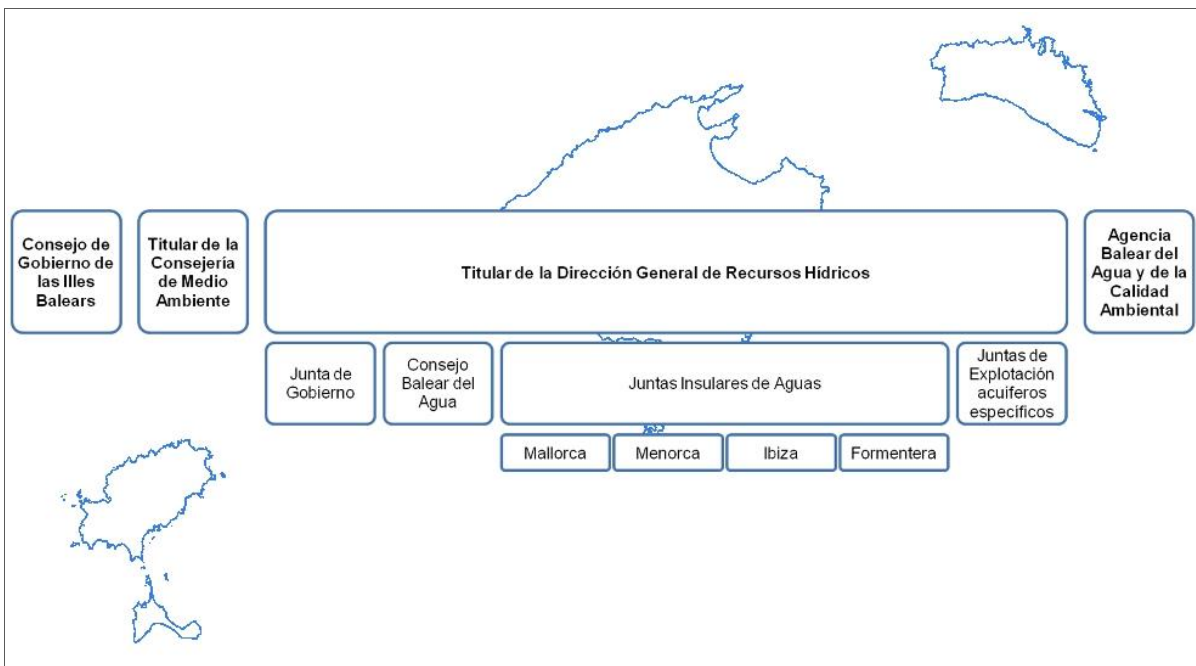 Consejo de
Gobierno de
las Illes
Balears
Titular de la
Consejería
de Medio
Ambiente
Titular de la Dirección General de Recursos Hídricos
Agencia
Balear del
Agua y de la
Calidad
Ambiental
Junta de
Gobierno
Consejo
Balear del
Agua
Juntas Insulares de Aguas
Juntas de
Explotación
acuíferos
específicos
Mallorca
Menorca
Ibiza
Formentera